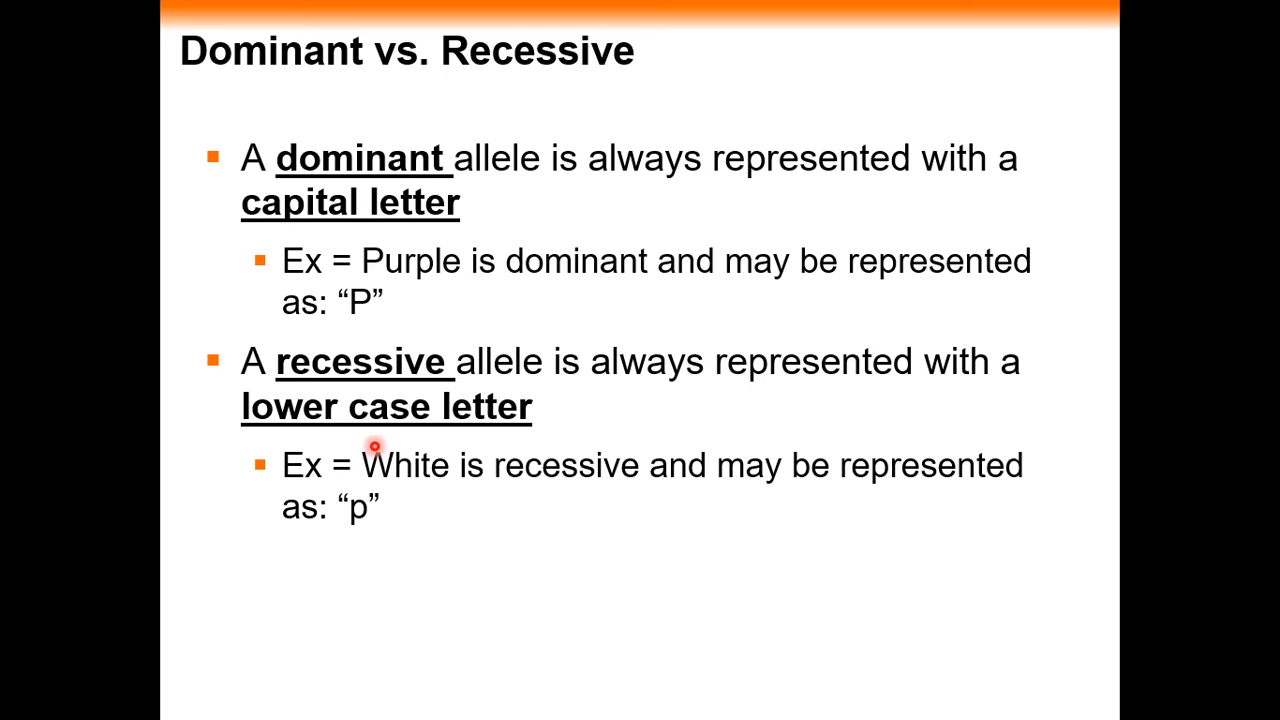 Dominant vs. Recessive
A dominant allele is always represented with a
capital letter
Ex = Purple is dominant and may be represented
as: “P”
A recessive allele is always represented with a
lower case letter
Ex = White is recessive and may be represented
as: “p”